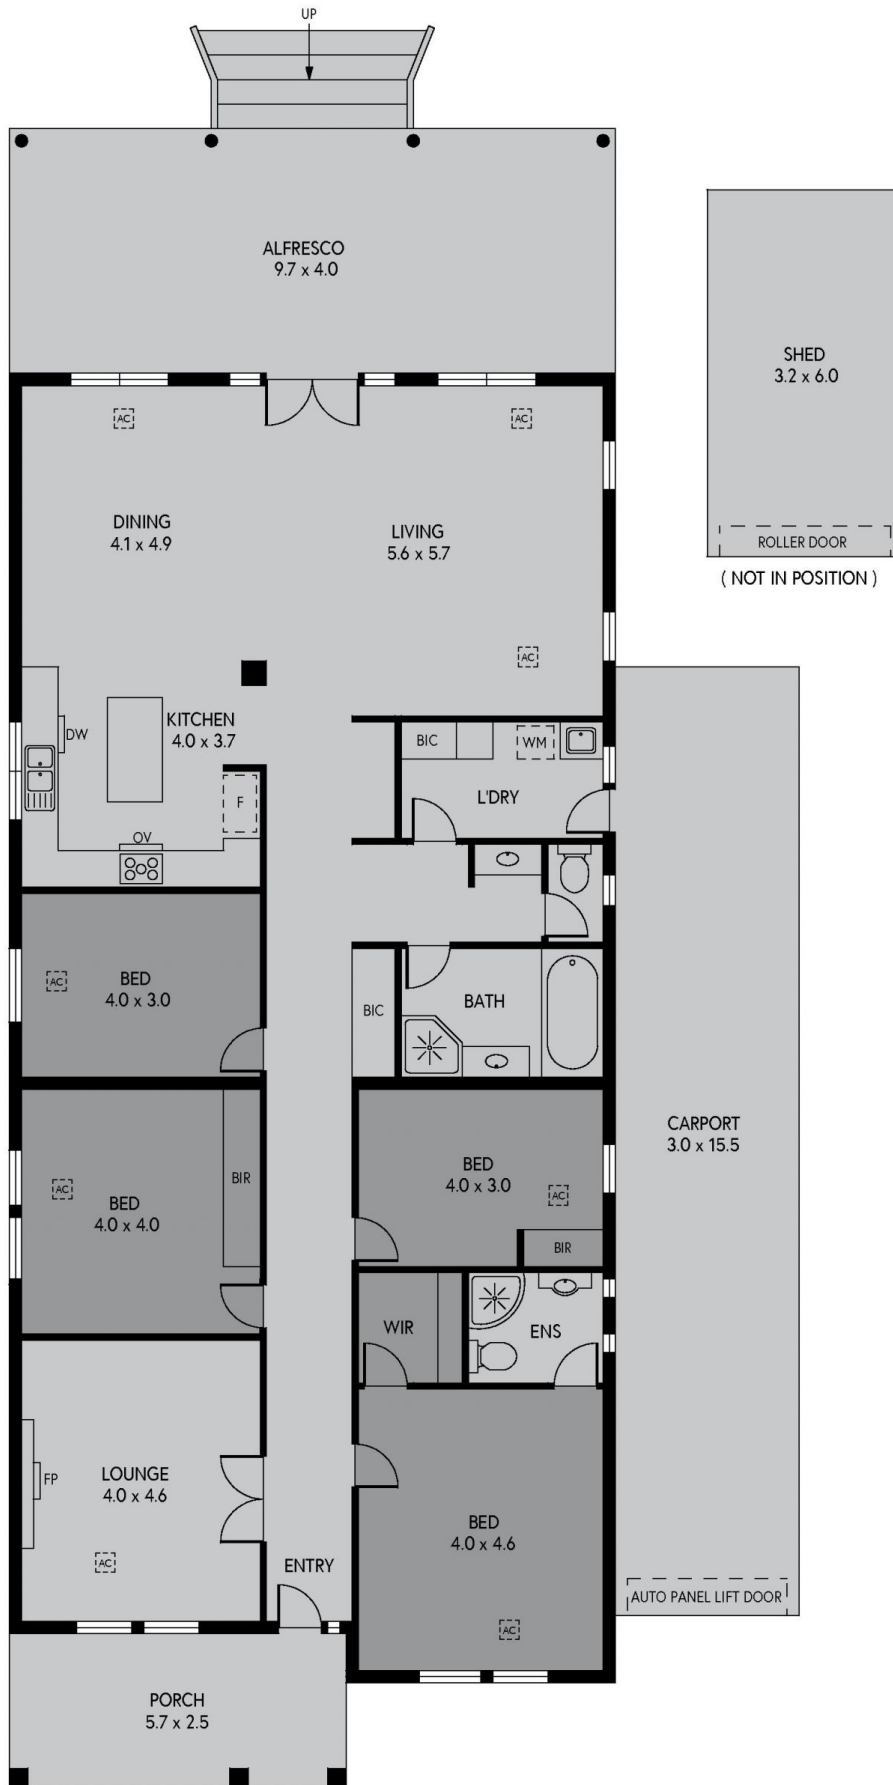 UP
ALFRESCO
9.7 x 4.0
SHED
3.2 x 6.0
ROLLER DOOR
( NOT IN POSITION )
AC
AC
DINING
4.1 x 4.9
LIVING
5.6 x 5.7
AC
KITCHEN
4.0 x 3.7
DW
F
OV
BIC
WM
L'DRY
BED
4.0 x 3.0
AC
BIC
BATH
CARPORT
3.0 x 15.5
AUTO PANEL LIFT DOOR
BED
4.0 x 4.0
AC
BIR
BED
4.0 x 3.0
AC
BIR
WIR
ENS
LOUNGE
4.0 x 4.6
FP
AC
ENTRY
BED
4.0 x 4.6
AC
PORCH
5.7 x 2.5